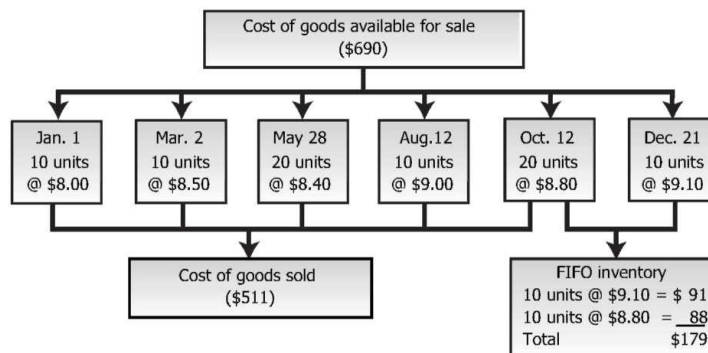 Cost of goods available for sale
($690)
Jan. 1
10 units
@ $8.00
Mar. 2
10 units
@ $8.50
May 28
20 units
@ $8.40
Aug.12
10 units
@ $9.00
Oct. 12
20 units
@ $8.80
Dec. 21
10 units
@ $9.10
Cost of goods sold
($511)
FIFO inventory
10 units @ $9.10 = $ 91
10 units @ $8.80 = 88
Total $179